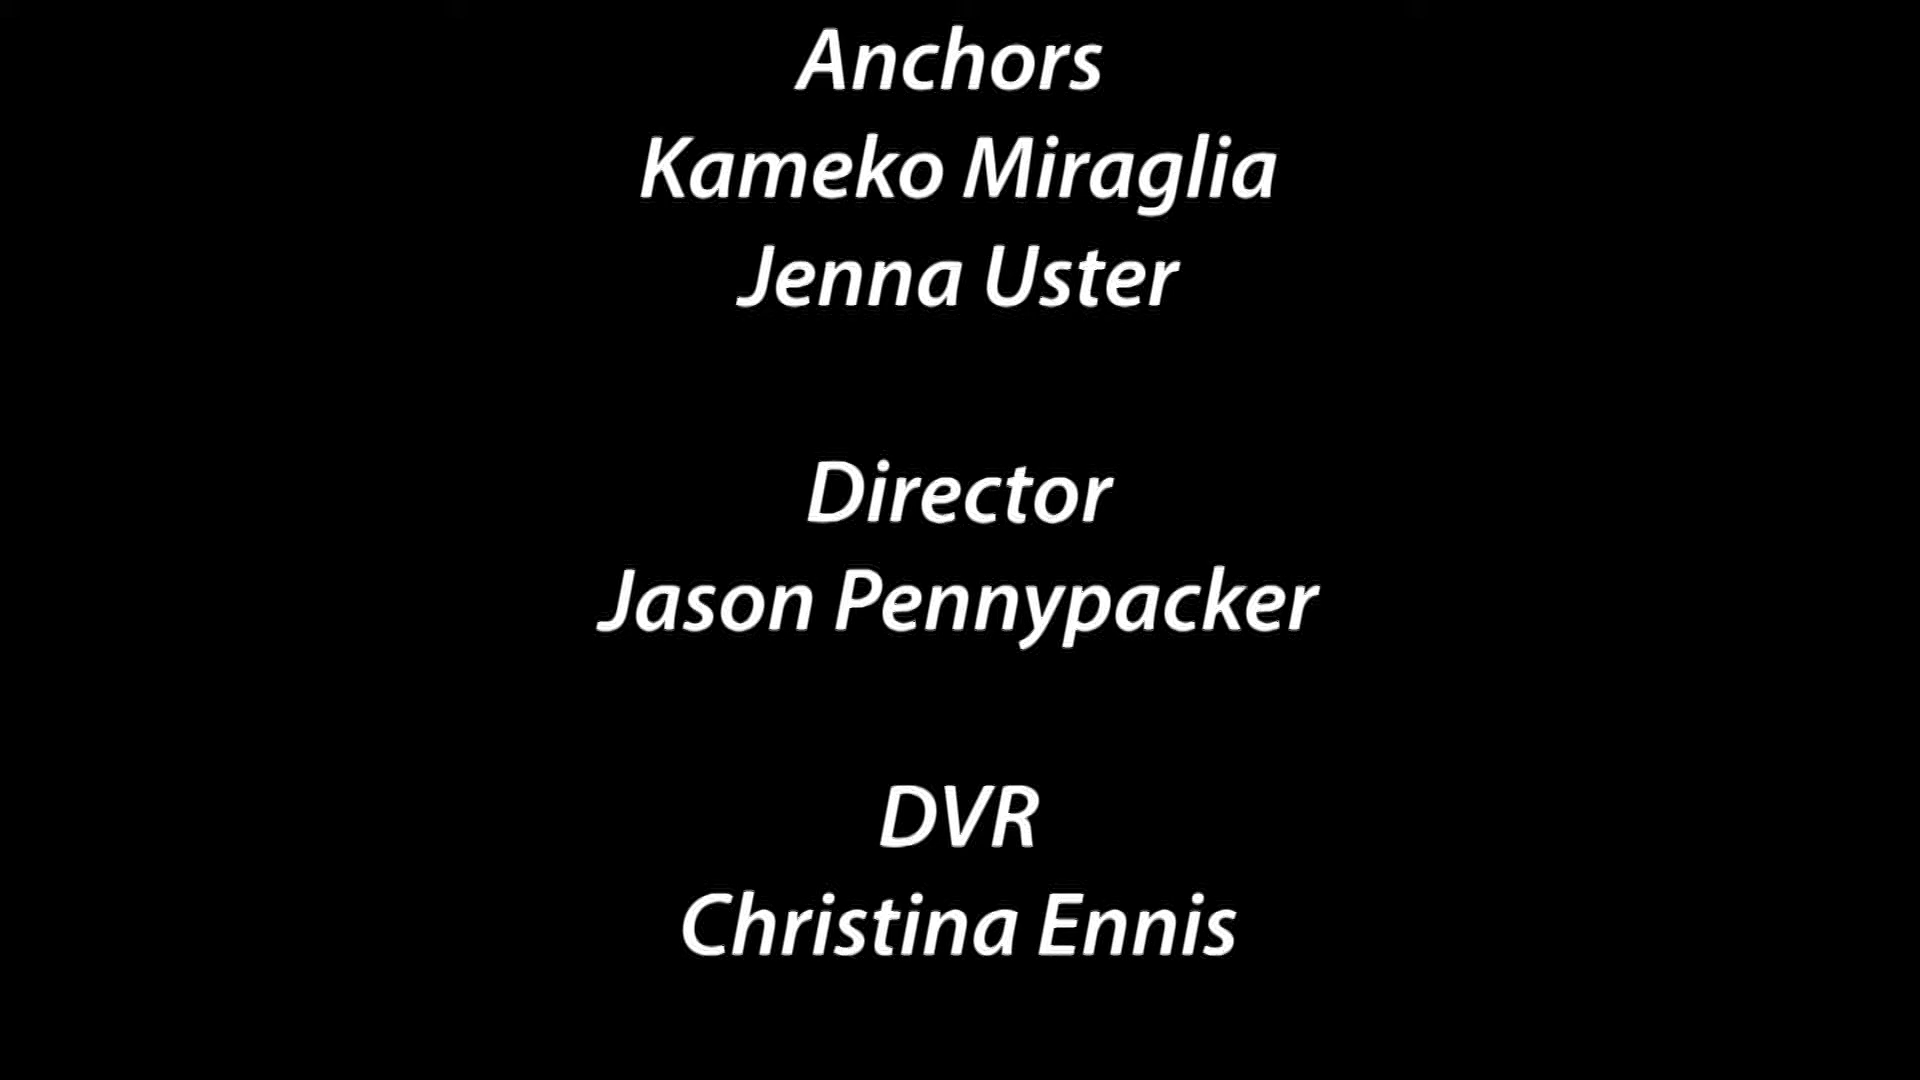 Anchors
Kameko Miraglia
Jenna Uster
Director
Jason Pennypacker
DVR
Christina Ennis